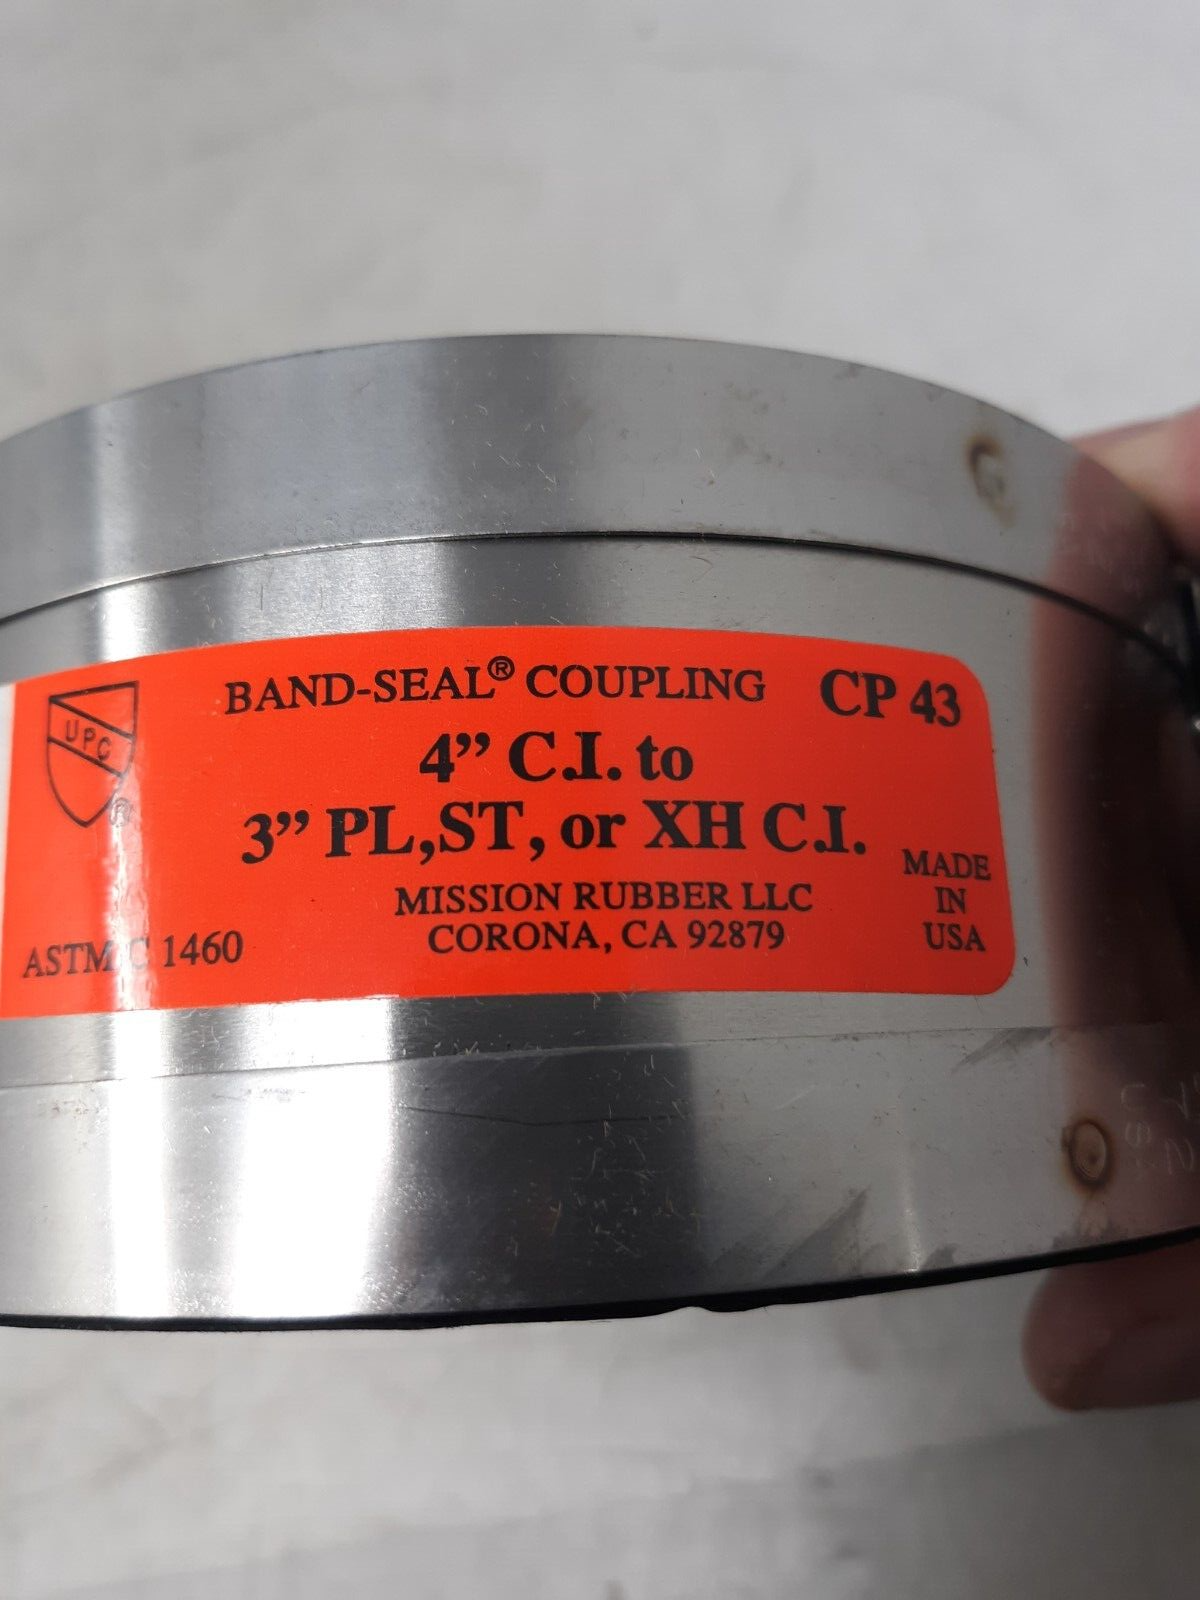 BAND-SEAL® COUPLING CP 43
UPC
®
4” C.I. to
3” PL,ST, or XH C.I.
MISSION RUBBER LLC
CORONA, CA 92879
MADE
IN
USA
ASTM C 1460